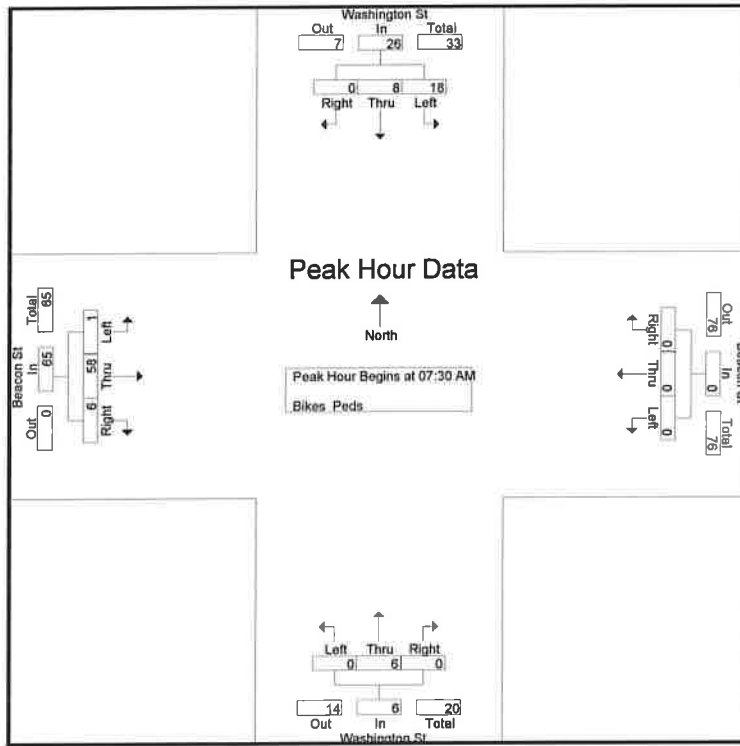 Washington St
Out In Total
7 26 33
0 8 18
Right Thru Left
Peak Hour Data
North
Peak Hour Begins at 07:30 AM
Bikes Peds
Beacon St
Out In Total
0 65 65
6 58 1
Right Thru Left
Out In Total
76 0 76
Right Thru Left
0 0 0
Left Thru Right
0 6 0
14 6 20
Out In Total
Washington St